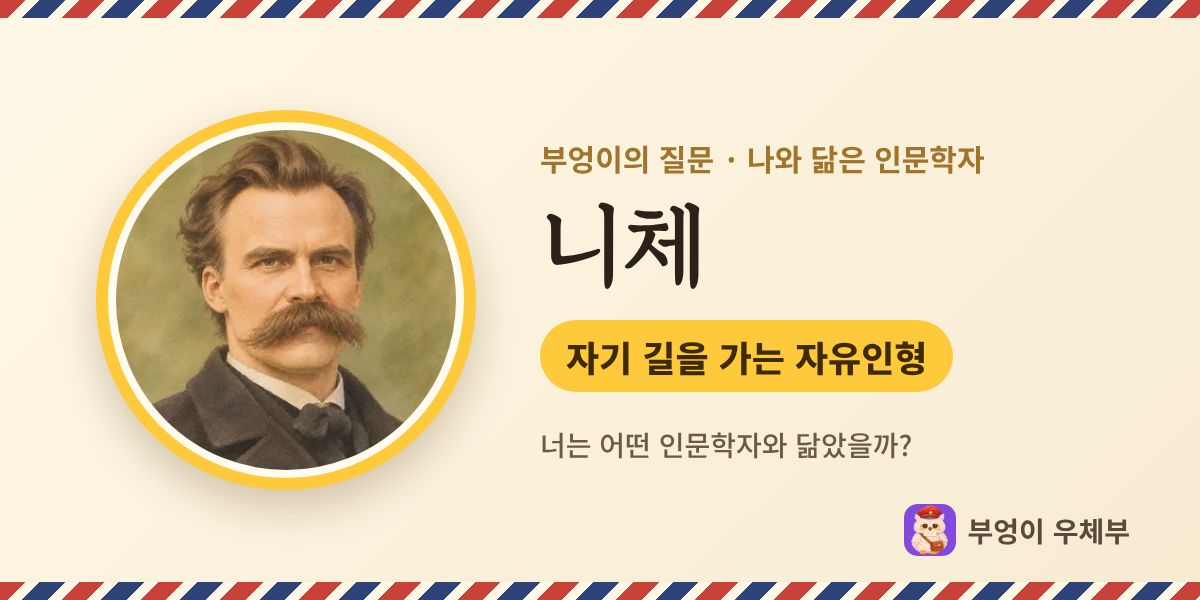 부엉이의 질문 · 나와 닮은 인문학자
니체
자기 길을 가는 자유인형
너는 어떤 인문학자와 닮았을까?
부엉이 우체부